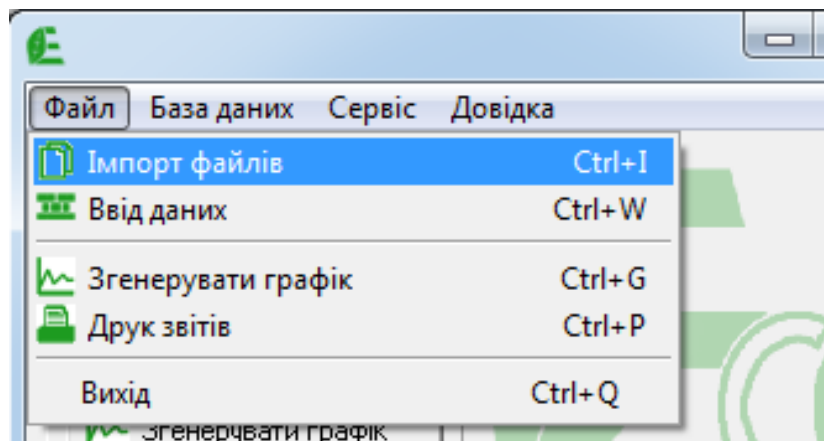 Файл База даних Сервіс Довідка
Імпорт файлів Ctrl+I
Ввід даних Ctrl+W
Згенерувати графік Ctrl+G
Друк звітів Ctrl+P
Вихід Ctrl+Q
Згенерувати графік